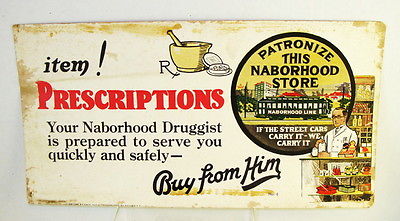 item!
Rx
PRESCRIPTIONS
Your Naborhood Druggist
is prepared to serve you
quickly and safely—
Buy from Him
PATRONIZE
THIS
NABORHOOD
STORE
NABORHOOD LINE
IF THE STREET CARS
CARRY IT - WE
CARRY IT